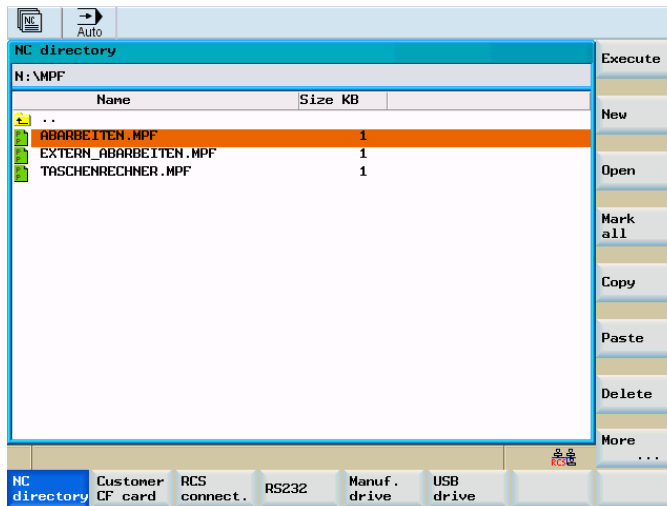 NC
Auto
NC directory
N:\MPF
Name Size KB
..
ABARBEITEN.MPF 1
EXTERN_ABARBEITEN.MPF 1
TASCHENRECHNER.MPF 1
Execute
New
Open
Mark
all
Copy
Paste
Delete
More
...
RCS
NC
directory
Customer
CF card
RCS
connect.
RS232
Manuf.
drive
USB
drive